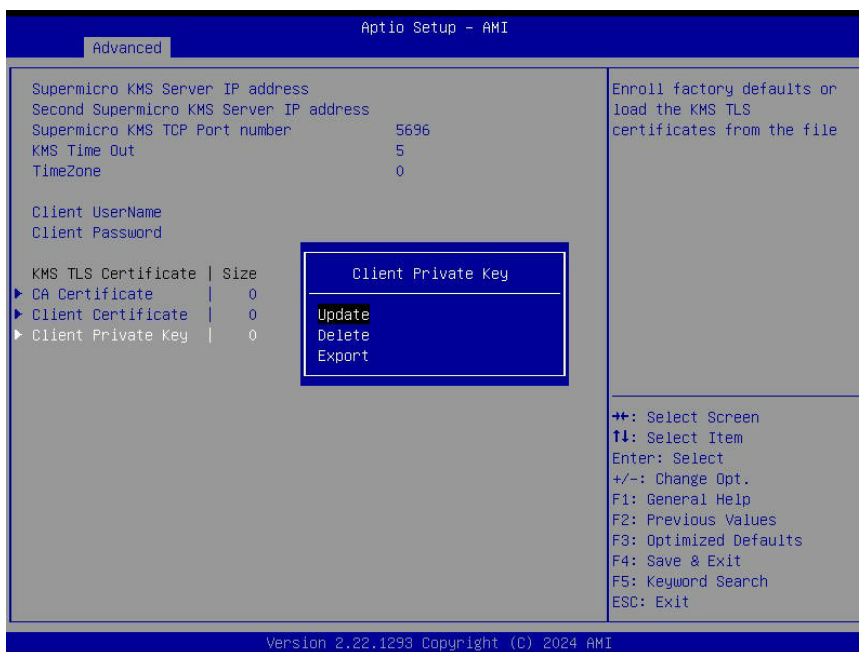 Aptio Setup – AMI
Advanced
Supermicro KMS Server IP address
Second Supermicro KMS Server IP address
Supermicro KMS TCP Port number 5696
KMS Time Out 5
TimeZone 0
Client UserName
Client Password
KMS TLS Certificate | Size
CA Certificate | 0
Client Certificate | 0
Client Private Key | 0
Client Private Key
Update
Delete
Export
Enroll factory defaults or
load the KMS TLS
certificates from the file
→←: Select Screen
↑↓: Select Item
Enter: Select
+/-: Change Opt.
F1: General Help
F2: Previous Values
F3: Optimized Defaults
F4: Save & Exit
F5: Keyword Search
ESC: Exit
Version 2.22.1293 Copyright (C) 2024 AMI